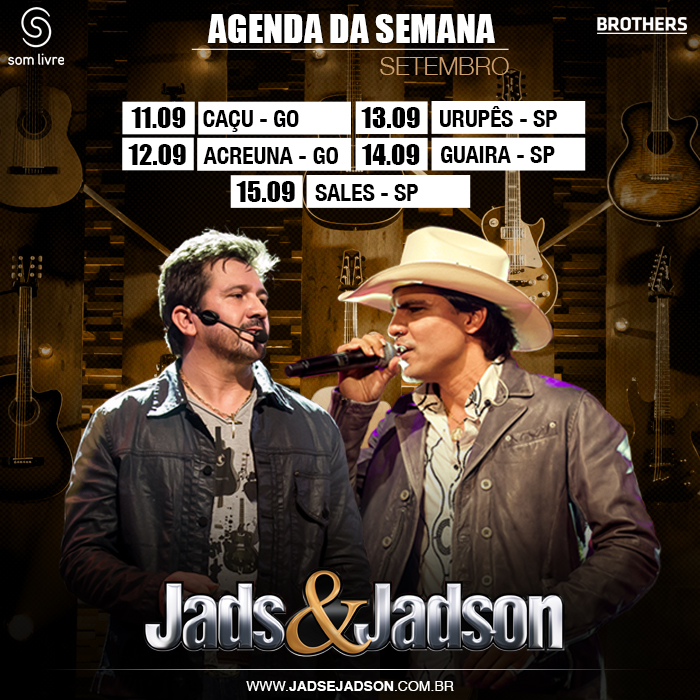 som livre
AGENDA DA SEMANA
BROTHERS
SETEMBRO
11.09 CAÇU - GO
13.09 URUPÊS - SP
12.09 ACREUNA - GO
14.09 GUAIRA - SP
15.09 SALES - SP
Jads & Jadson
WWW.JADSEJADSON.COM.BR